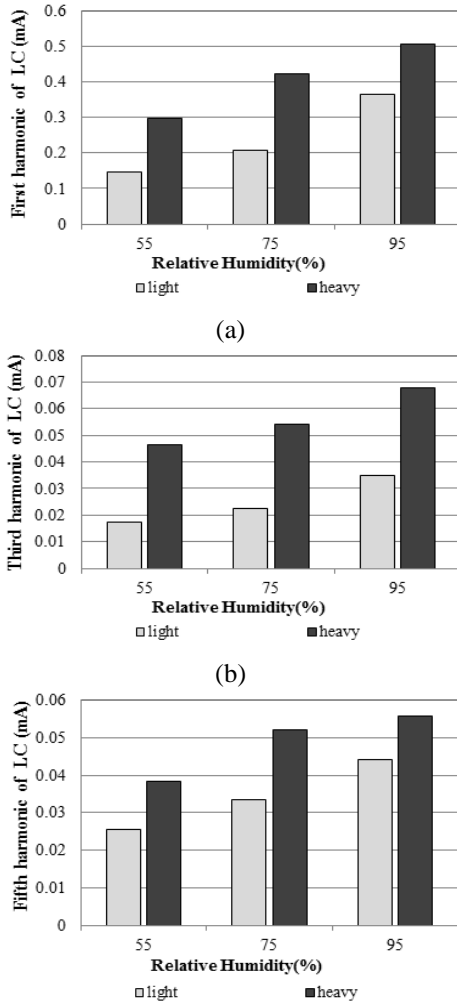 First harmonic of LC (mA)
0.6
0.5
0.4
0.3
0.2
0.1
0
55 75 95
Relative Humidity(%)
light heavy
(a)
Third harmonic of LC (mA)
0.08
0.07
0.06
0.05
0.04
0.03
0.02
0.01
0
55 75 95
Relative Humidity(%)
light heavy
(b)
Fifth harmonic of LC (mA)
0.06
0.05
0.04
0.03
0.02
0.01
0
55 75 95
Relative Humidity(%)
light heavy